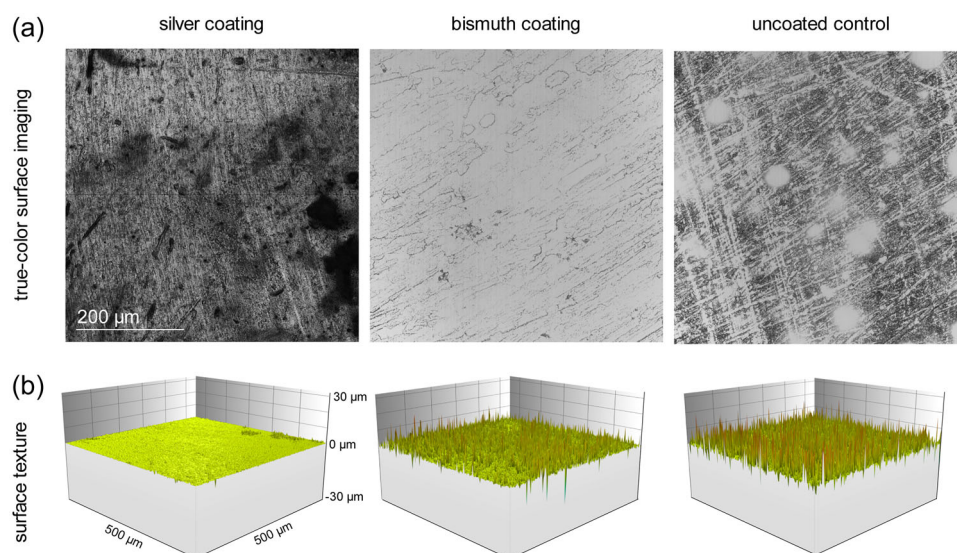 (a)
silver coating
bismuth coating
uncoated control
true-color surface imaging
200 µm
(b)
surface texture
30 µm
0 µm
-30 µm
500 µm
500 µm